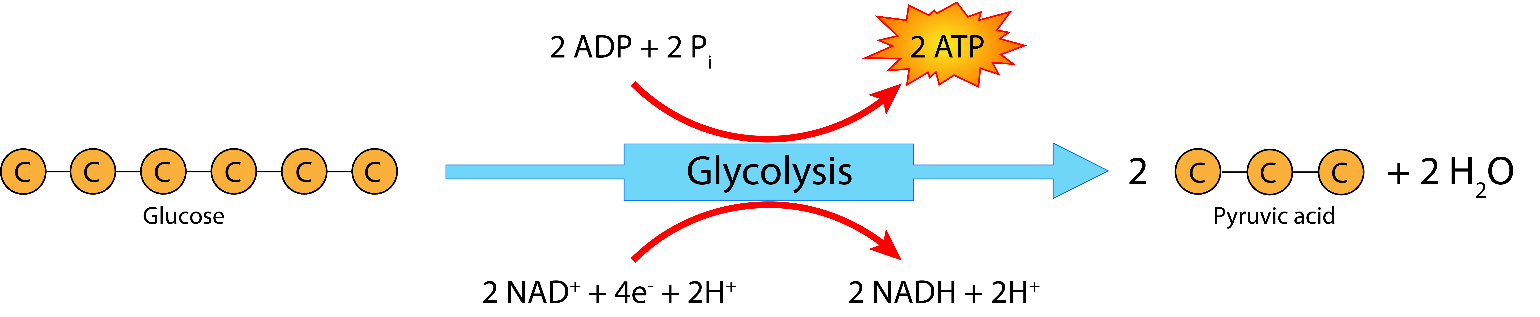 2 ADP + 2 Pi
2 ATP
C C C C C C
Glucose
Glycolysis
2 C C C + 2 H2O
Pyruvic acid
2 NAD+ + 4e- + 2H+
2 NADH + 2H+